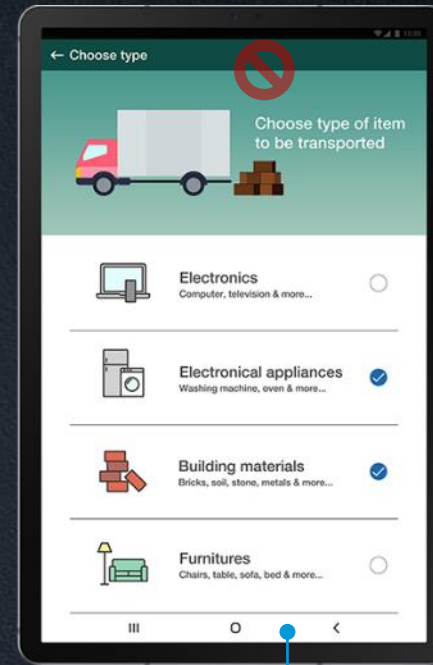 ← Choose type
Choose type of item
to be transported
Electronics
Computer, television & more...
Electronical appliances
Washing machine, oven & more...
Building materials
Bricks, soil, stone, metals & more...
Furnitures
Chairs, table, sofa, bed & more...